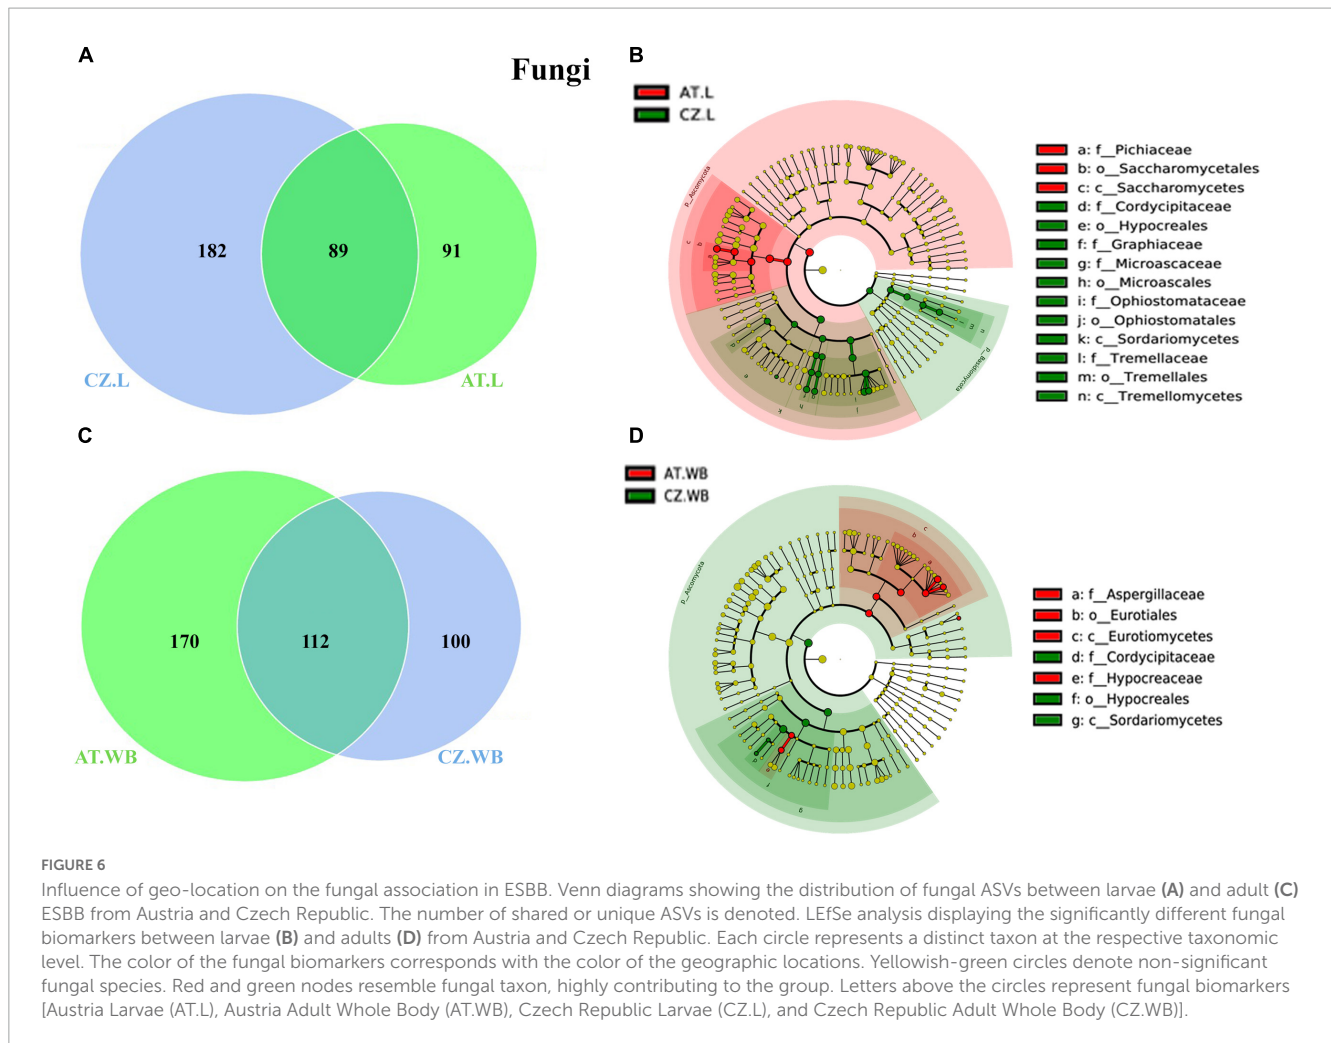 A
Fungi
182
89
91
CZ.L
AT.L
B
AT.L
CZ.L
p__Ascomycota
c
b
a
p__Basidiomycota
n
m
l
k
j
i
h
e
d
a: f__Pichiaceae
b: o__Saccharomycetales
c: c__Saccharomycetes
d: f__Cordycipitaceae
e: o__Hypocreales
f: f__Graphiaceae
g: f__Microascaceae
h: o__Microascales
i: f__Ophiostomataceae
j: o__Ophiostomatales
k: c__Sordariomycetes
l: f__Tremellaceae
m: o__Tremellales
n: c__Tremellomycetes
C
170
112
100
AT.WB
CZ.WB
D
AT.WB
CZ.WB
p__Ascomycota
c
b
a
d
e
f
g
a: f__Aspergillaceae
b: o__Eurotiales
c: c__Eurotiomycetes
d: f__Cordycipitaceae
e: f__Hypocreaceae
f: o__Hypocreales
g: c__Sordariomycetes
FIGURE 6
Influence of geo-location on the fungal association in ESBB. Venn diagrams showing the distribution of fungal ASVs between larvae (A) and adult (C)
ESBB from Austria and Czech Republic. The number of shared or unique ASVs is denoted. LEfSe analysis displaying the significantly different fungal
biomarkers between larvae (B) and adults (D) from Austria and Czech Republic. Each circle represents a distinct taxon at the respective taxonomic
level. The color of the fungal biomarkers corresponds with the color of the geographic locations. Yellowish-green circles denote non-significant
fungal species. Red and green nodes resemble fungal taxon, highly contributing to the group. Letters above the circles represent fungal biomarkers
[Austria Larvae (AT.L), Austria Adult Whole Body (AT.WB), Czech Republic Larvae (CZ.L), and Czech Republic Adult Whole Body (CZ.WB)].